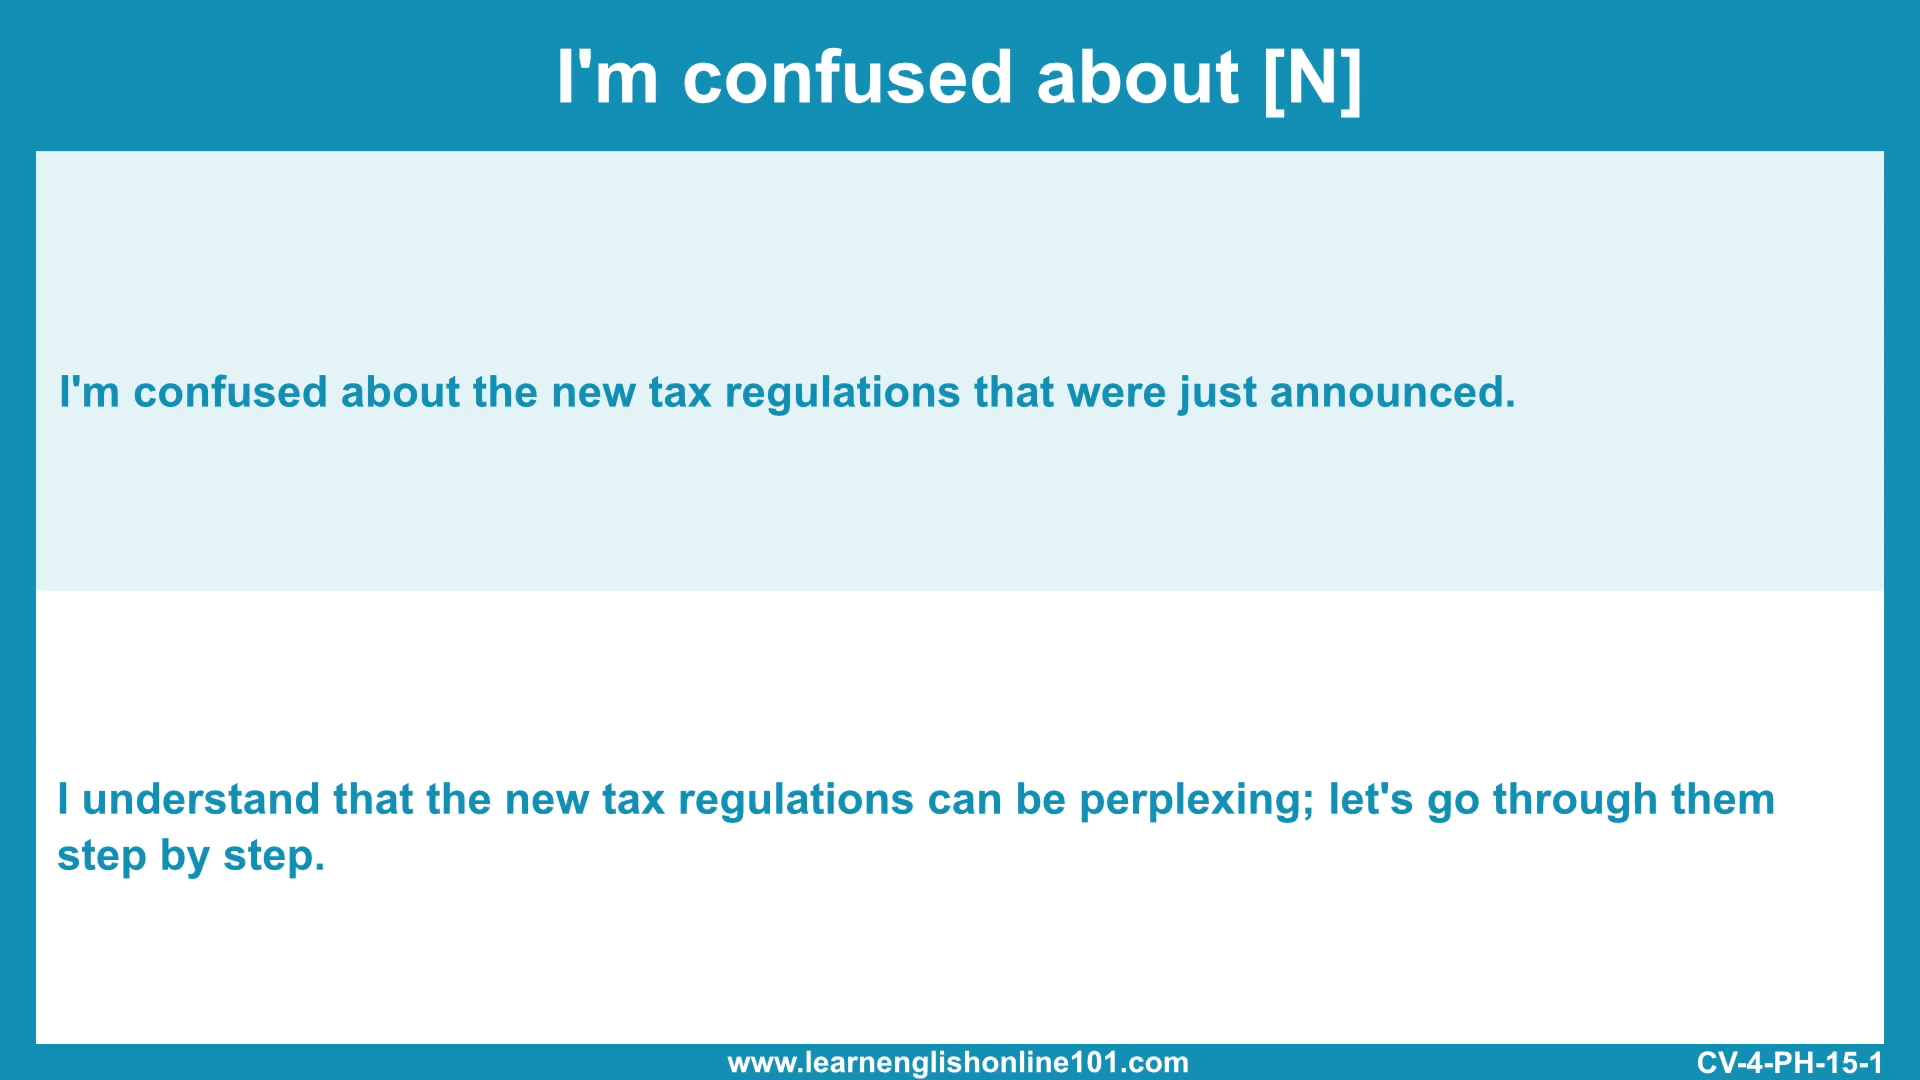 I'm confused about [N]
I'm confused about the new tax regulations that were just announced.
I understand that the new tax regulations can be perplexing; let's go through them
step by step.
www.learnenglishonline101.com
CV-4-PH-15-1